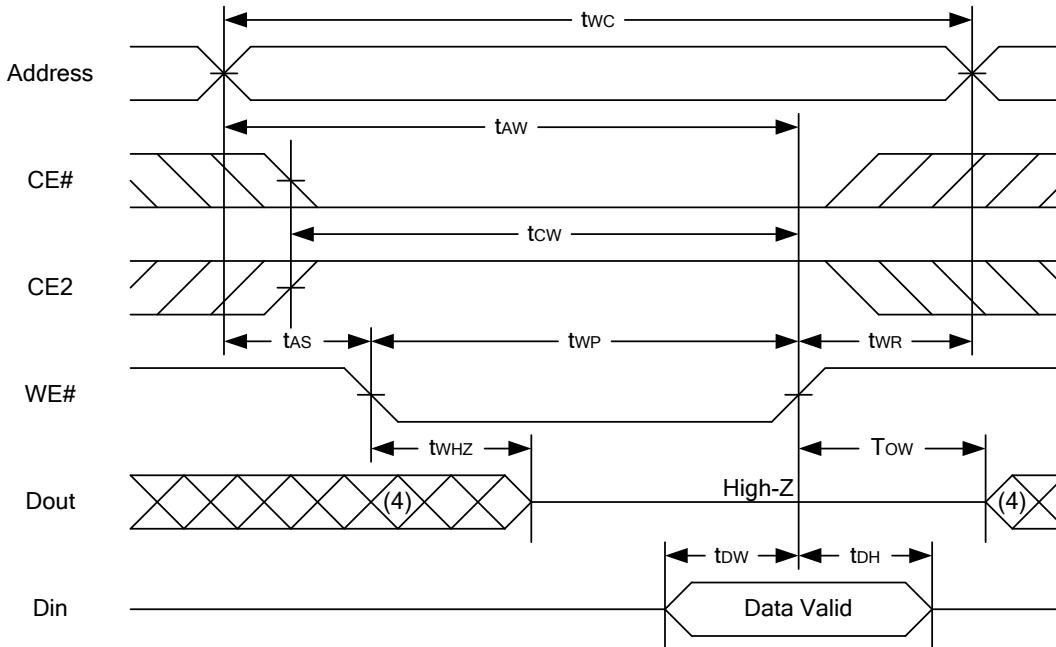 tWC
Address
tAW
CE#
tCW
CE2
tAS tWP tWR
WE#
tWHZ TOW
High-Z
Dout (4) (4)
tDW tDH
Din Data Valid